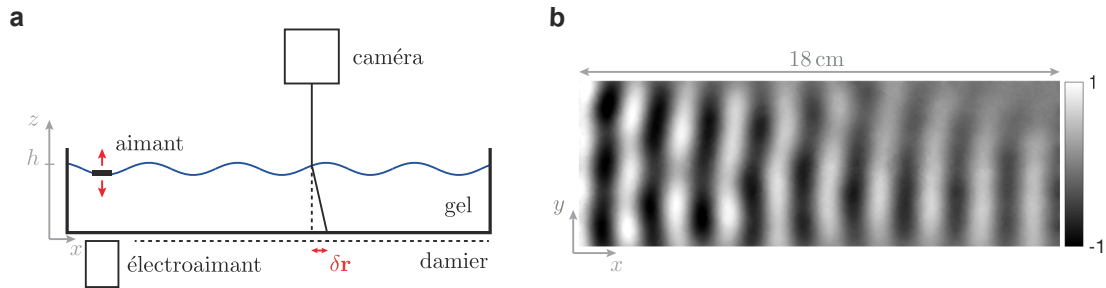 a
caméra
z
aimant
h
gel
x
électroaimant
δr
damier
b
18 cm
1
y
x
-1